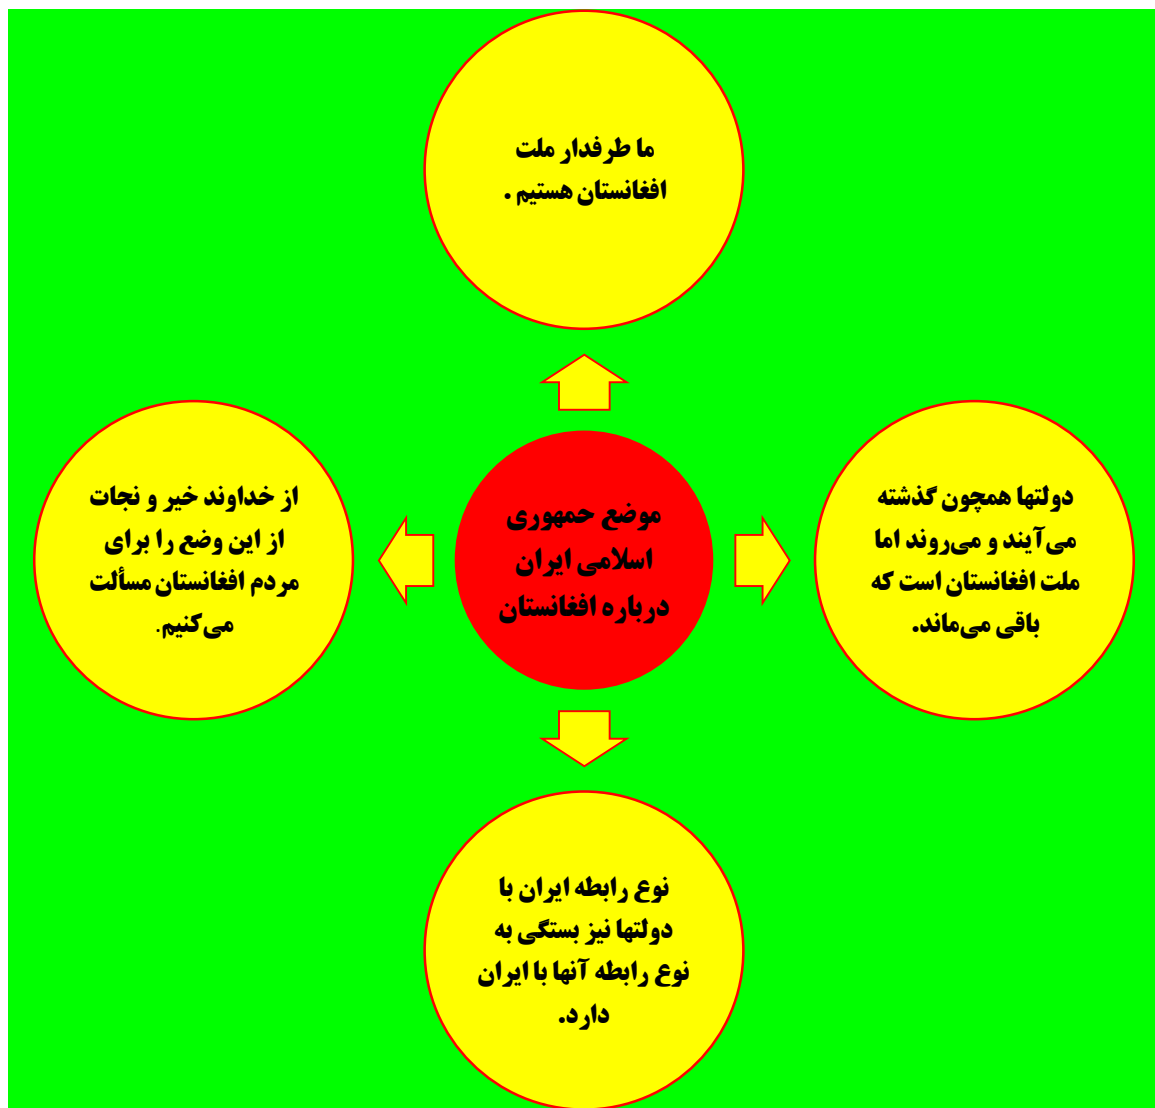 ما طرفدار ملت
افغانستان هستیم .
دولتها همچون گذشته
می‌آیند و می‌روند اما
ملت افغانستان است که
باقی می‌ماند.
موضع حمهوری
اسلامی ایران
درباره افغانستان
از خداوند خیر و نجات
از این وضع را برای
مردم افغانستان مسألت
می‌کنیم.
نوع رابطه ایران با
دولتها نیز بستگی به
نوع رابطه آنها با ایران
دارد.